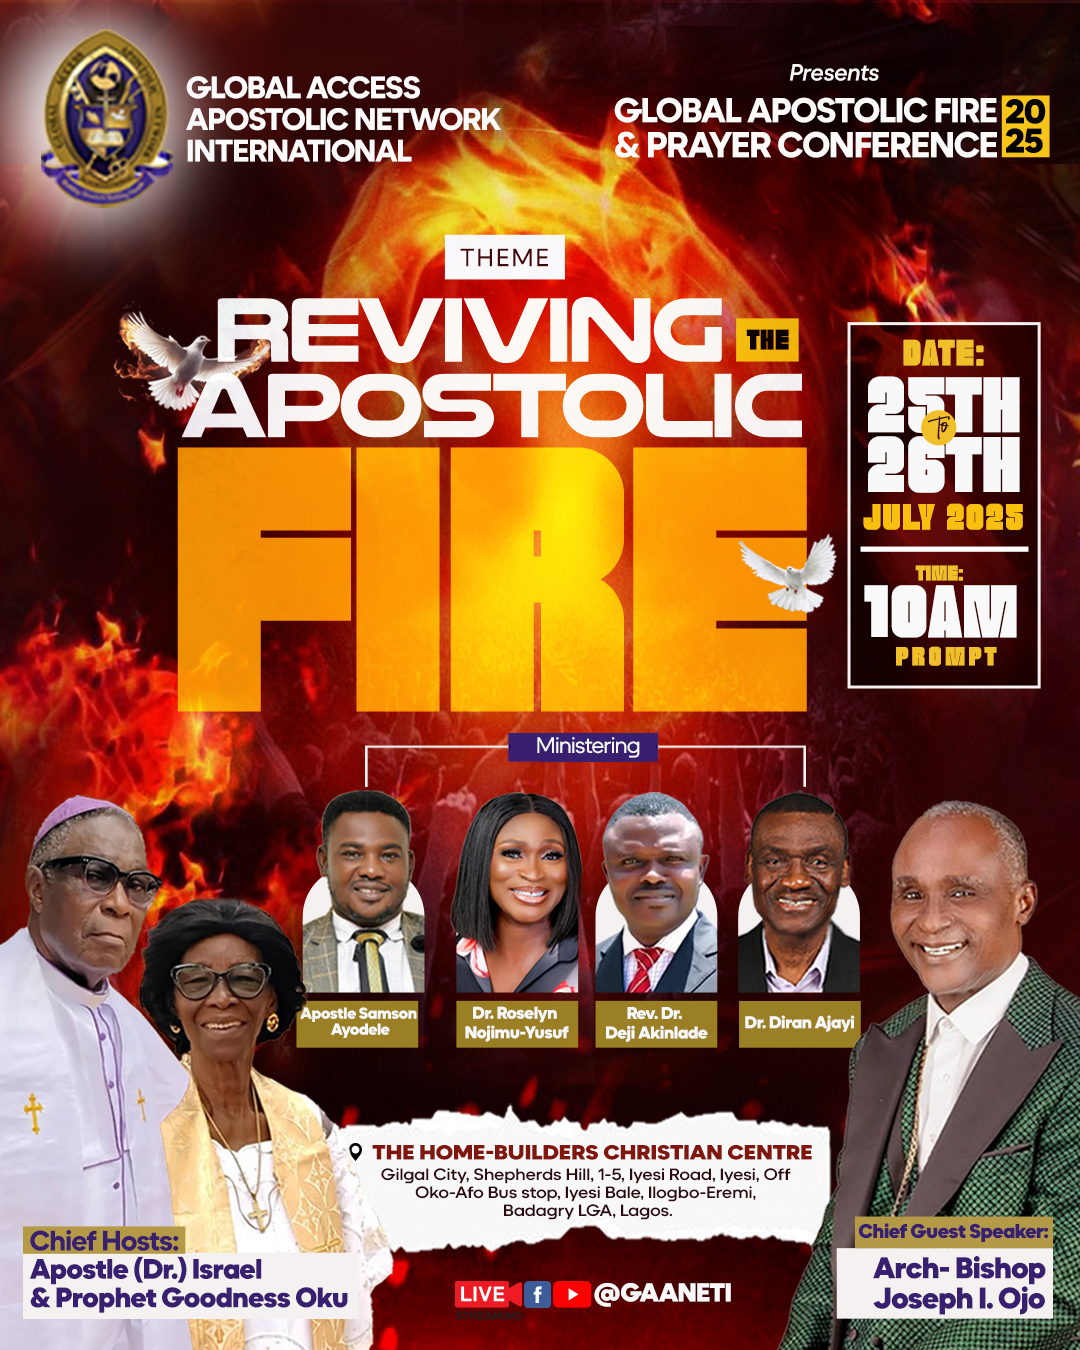 GLOBAL ACCESS
APOSTOLIC NETWORK
INTERNATIONAL
Presents
GLOBAL APOSTOLIC FIRE
& PRAYER CONFERENCE
20
25
THEME
REVIVING THE
APOSTOLIC
FIRE
DATE:
25TH
To
26TH
JULY 2025
TIME:
10AM
PROMPT
Ministering
Apostle Samson
Ayodele
Dr. Roselyn
Nojimu-Yusuf
Rev. Dr.
Deji Akinlade
Dr. Diran Ajayi
THE HOME-BUILDERS CHRISTIAN CENTRE
Gilgal City, Shepherds Hill, 1-5, Iyesi Road, Iyesi, Off
Oko-Afo Bus stop, Iyesi Bale, Ilogbo-Eremi,
Badagry LGA, Lagos.
Chief Hosts:
Apostle (Dr.) Israel
& Prophet Goodness Oku
Chief Guest Speaker:
Arch- Bishop
Joseph I. Ojo
LIVE f @GAANETI